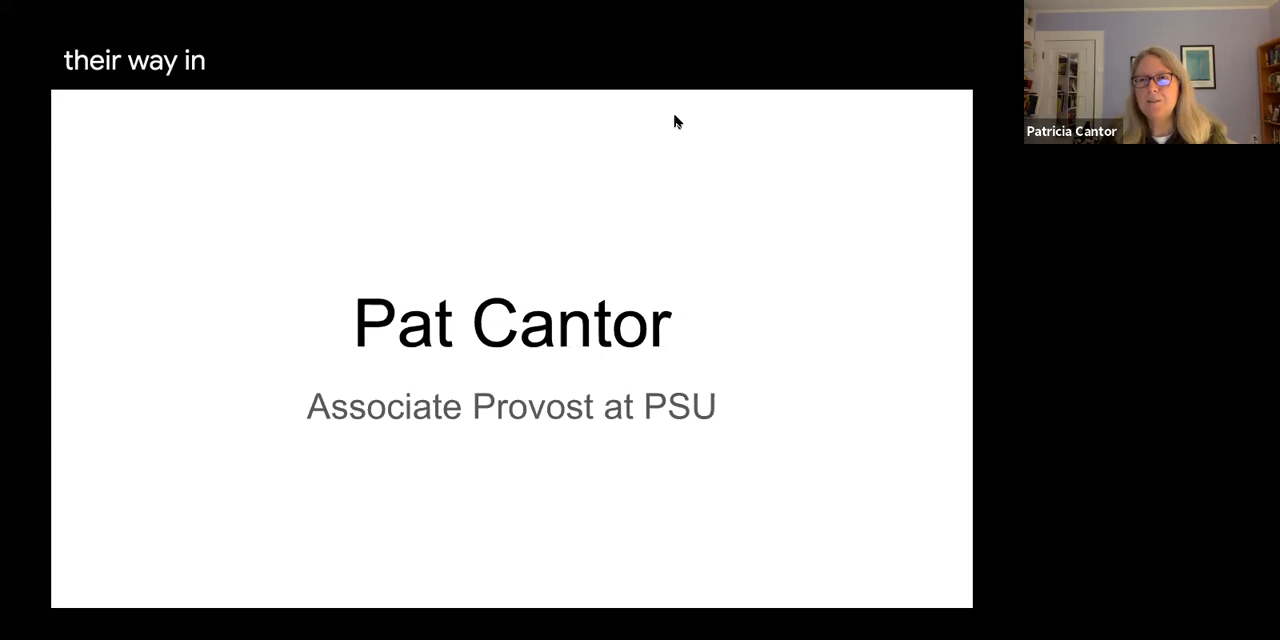 their way in
Patricia Cantor
Pat Cantor
Associate Provost at PSU